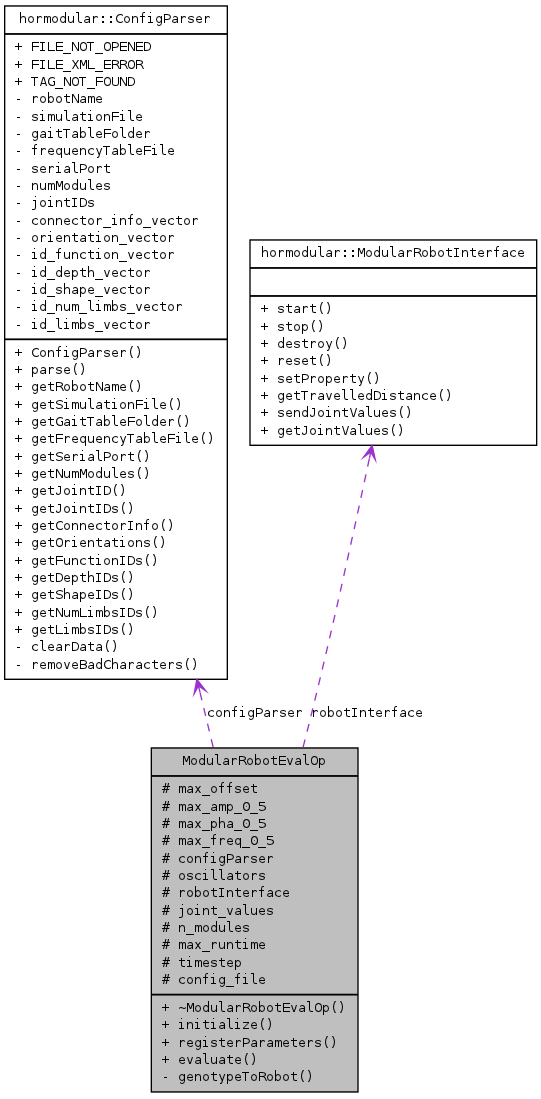 hormodular::ConfigParser
+ FILE_NOT_OPENED
+ FILE_XML_ERROR
+ TAG_NOT_FOUND
- robotName
- simulationFile
- gaitTableFolder
- frequencyTableFile
- serialPort
- numModules
- jointIDs
- connector_info_vector
- orientation_vector
- id_function_vector
- id_depth_vector
- id_shape_vector
- id_num_limbs_vector
- id_limbs_vector
+ ConfigParser()
+ parse()
+ getRobotName()
+ getSimulationFile()
+ getGaitTableFolder()
+ getFrequencyTableFile()
+ getSerialPort()
+ getNumModules()
+ getJointID()
+ getJointIDs()
+ getConnectorInfo()
+ getOrientations()
+ getFunctionIDs()
+ getDepthIDs()
+ getShapeIDs()
+ getNumLimbsIDs()
+ getLimbsIDs()
- clearData()
- removeBadCharacters()
hormodular::ModularRobotInterface
+ start()
+ stop()
+ destroy()
+ reset()
+ setProperty()
+ getTravelledDistance()
+ sendJointValues()
+ getJointValues()
configParser
robotInterface
ModularRobotEvalOp
# max_offset
# max_amp_0_5
# max_pha_0_5
# max_freq_0_5
# configParser
# oscillators
# robotInterface
# joint_values
# n_modules
# max_runtime
# timestep
# config_file
+ ~ModularRobotEvalOp()
+ initialize()
+ registerParameters()
+ evaluate()
- genotypeToRobot()